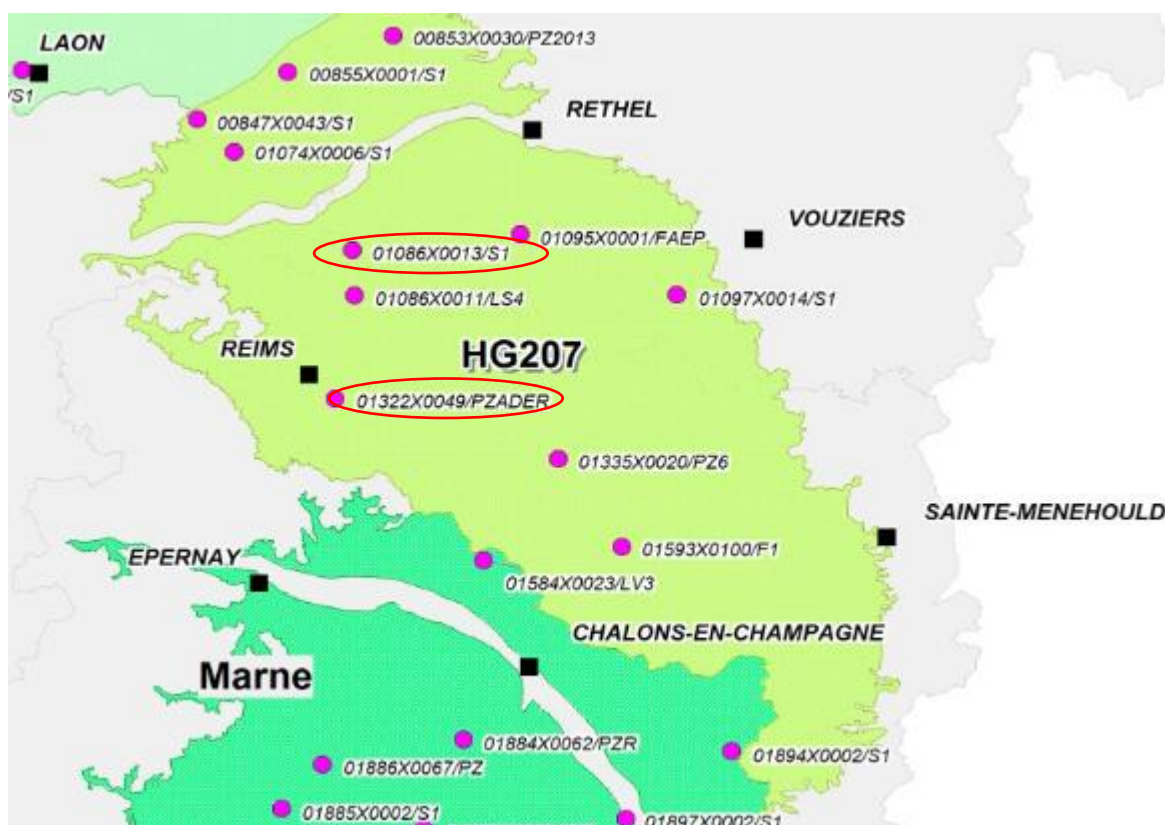 00853X0030/PZ2013
LAON
/S1
00855X0001/S1
RETHEL
00847X0043/S1
01074X0006/S1
VOUZIERS
01095X0001/FAEP
01086X0013/S1
01086X0011/LS4
01097X0014/S1
REIMS
HG207
01322X0049/PZADER
01335X0020/PZ6
SAINTE-MENEHOULD
EPERNAY
01593X0100/F1
01584X0023/LV3
CHALONS-EN-CHAMPAGNE
Marne
01884X0062/PZR
01894X0002/S1
01886X0067/PZ
01885X0002/S1
01897X0002/S1